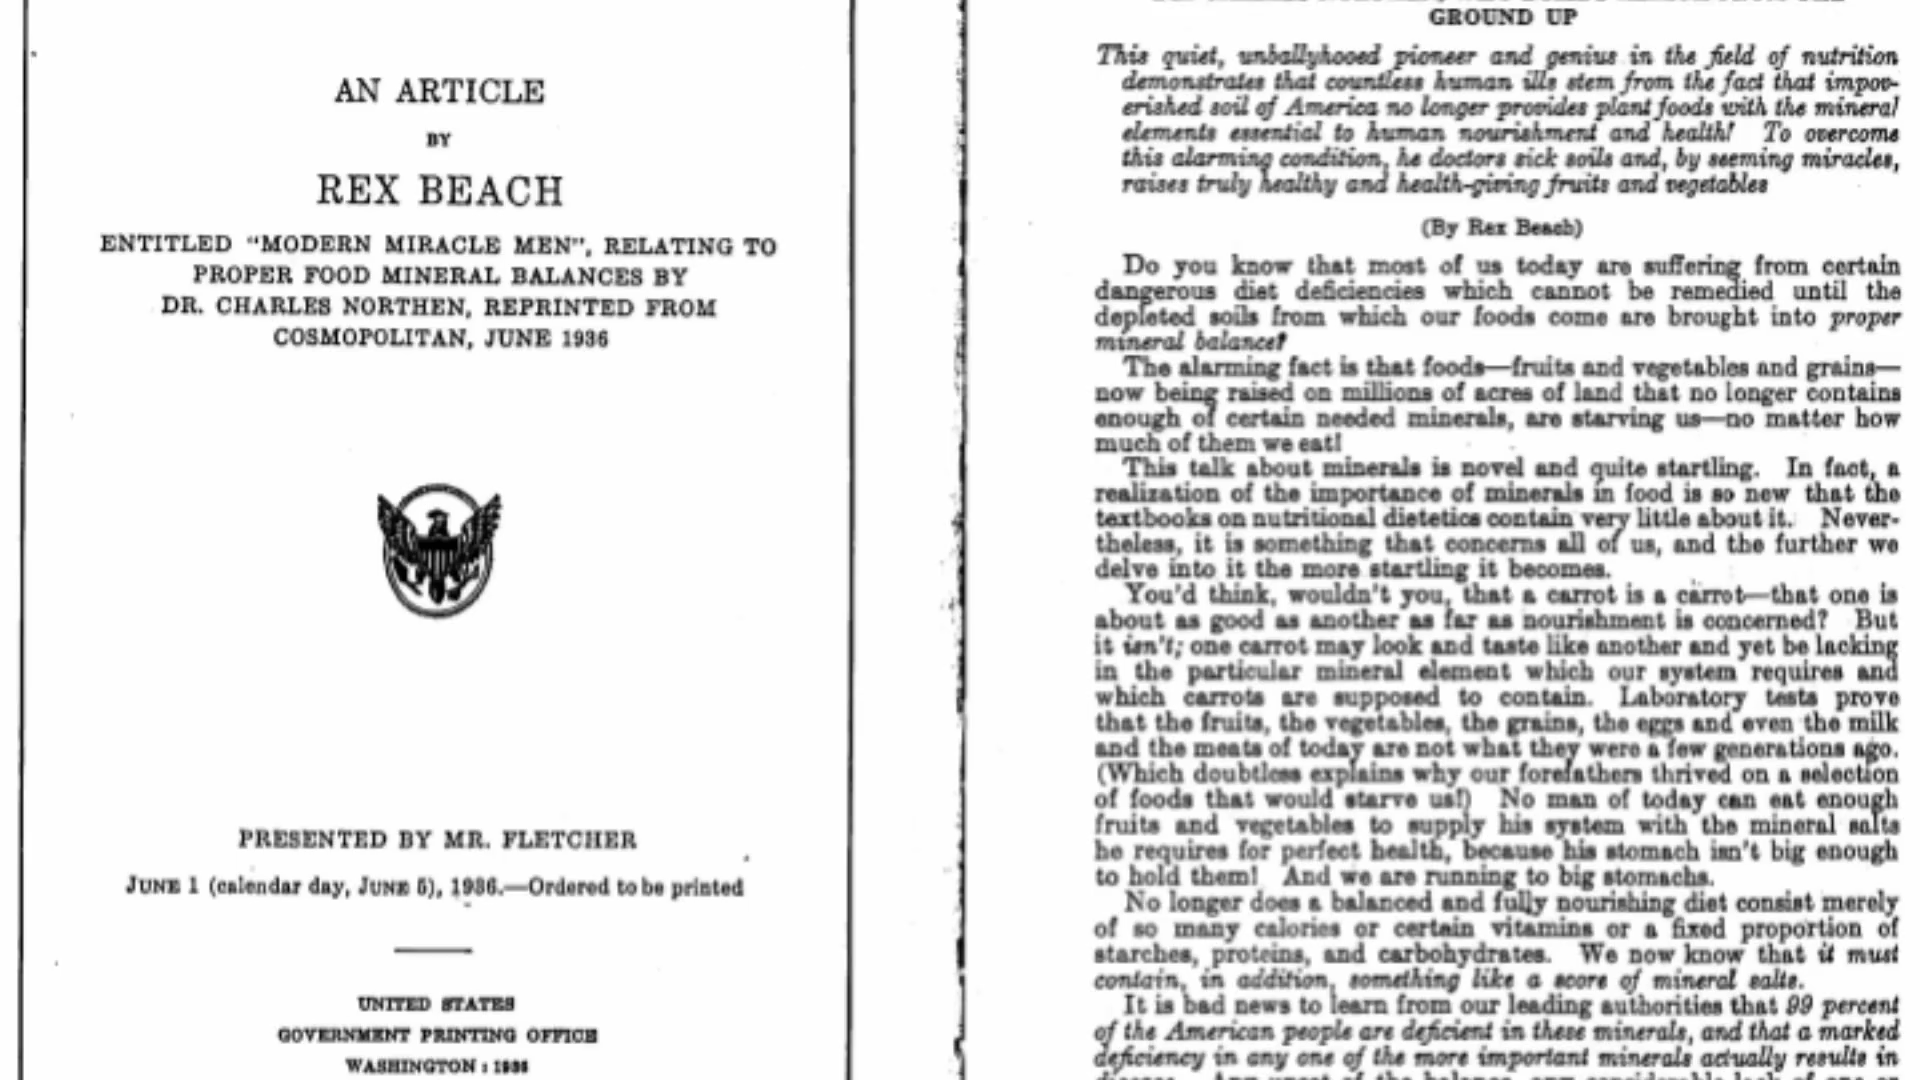 AN ARTICLE
BY
REX BEACH
ENTITLED "MODERN MIRACLE MEN", RELATING TO
PROPER FOOD MINERAL BALANCES BY
DR. CHARLES NORTHEN, REPRINTED FROM
COSMOPOLITAN, JUNE 1936
PRESENTED BY MR. FLETCHER
JUNE 1 (calendar day, JUNE 5), 1936.—Ordered to be printed
UNITED STATES
GOVERNMENT PRINTING OFFICE
WASHINGTON : 1936
GROUND UP
This quiet, unballyhooed pioneer and genius in the field of nutrition
demonstrates that countless human ills stem from the fact that impov-
erished soil of America no longer provides plant foods with the mineral
elements essential to human nourishment and health! To overcome
this alarming condition, he doctors sick soils and, by seeming miracles,
raises truly healthy and health-giving fruits and vegetables
(By Rex Beach)
Do you know that most of us today are suffering from certain
dangerous diet deficiencies which cannot be remedied until the
depleted soils from which our foods come are brought into proper
mineral balance?
The alarming fact is that foods—fruits and vegetables and grains—
now being raised on millions of acres of land that no longer contains
enough of certain needed minerals, are starving us—no matter how
much of them we eat!
This talk about minerals is novel and quite startling. In fact, a
realization of the importance of minerals in food is so new that the
textbooks on nutritional dietetics contain very little about it. Never-
theless, it is something that concerns all of us, and the further we
delve into it the more startling it becomes.
You'd think, wouldn't you, that a carrot is a carrot—that one is
about as good as another as far as nourishment is concerned? But
it isn't; one carrot may look and taste like another and yet be lacking
in the particular mineral element which our system requires and
which carrots are supposed to contain. Laboratory tests prove
that the fruits, the vegetables, the grains, the eggs and even the milk
and the meats of today are not what they were a few generations ago.
(Which doubtless explains why our forefathers thrived on a selection
of foods that would starve us!) No man of today can eat enough
fruits and vegetables to supply his system with the mineral salts
he requires for perfect health, because his stomach isn't big enough
to hold them! And we are running to big stomachs.
No longer does a balanced and fully nourishing diet consist merely
of so many calories or certain vitamins or a fixed proportion of
starches, proteins, and carbohydrates. We now know that it must
contain, in addition, something like a score of mineral salts.
It is bad news to learn from our leading authorities that 99 percent
of the American people are deficient in these minerals, and that a marked
deficiency in any one of the more important minerals actually results in